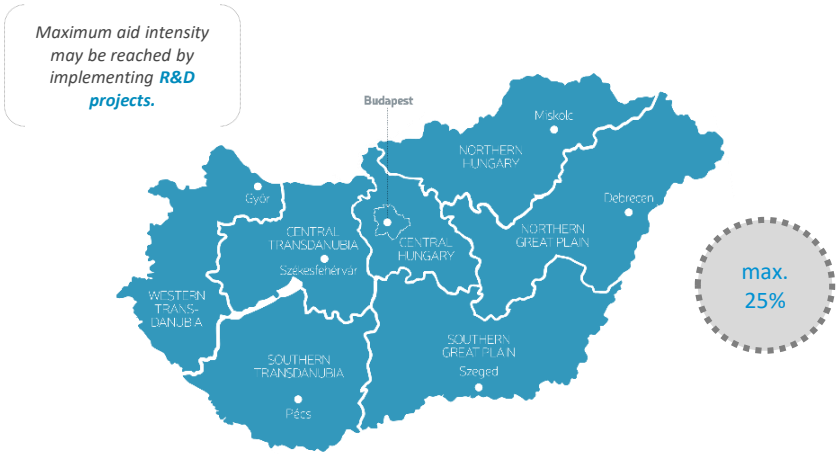 Maximum aid intensity
may be reached by
implementing R&D
projects.
Budapest
Miskolc
NORTHERN
HUNGARY
Győr
Debrecen
CENTRAL
TRANSDANUBIA
Székesfehérvár
CENTRAL
HUNGARY
NORTHERN
GREAT PLAIN
max.
25%
WESTERN
TRANS-
DANUBIA
SOUTHERN
TRANSDANUBIA
Pécs
SOUTHERN
GREAT PLAIN
Szeged